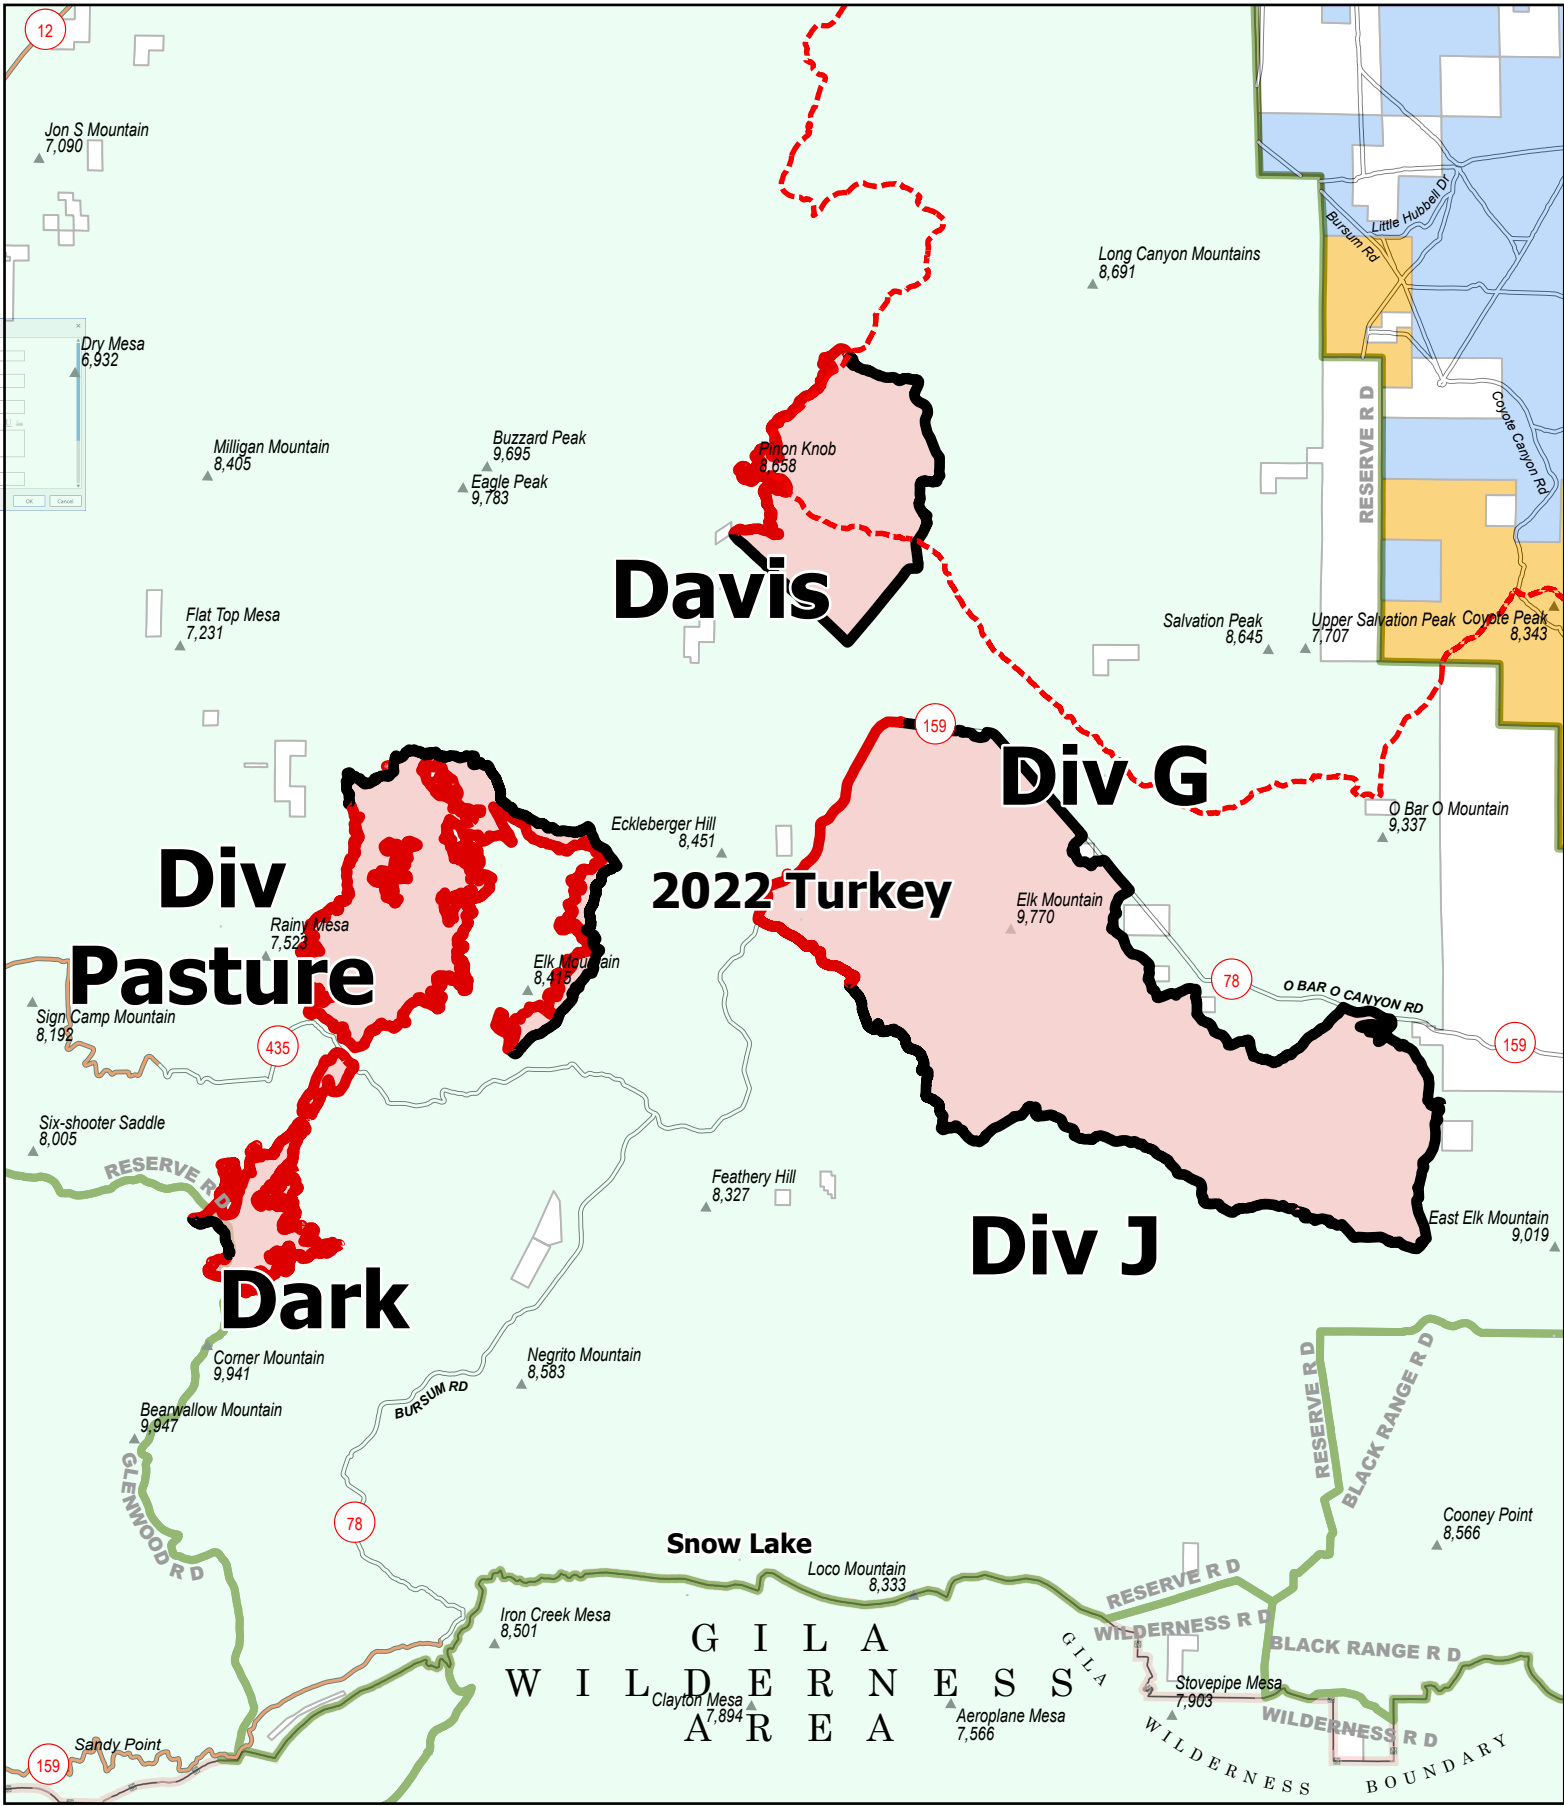 12
Jon S Mountain
7,090
Little Hubbell Dr
Bursum Rd
Long Canyon Mountains
8,691
Dry Mesa
6,932
RESERVE R D
Coyote Canyon Rd
Milligan Mountain
8,405
Buzzard Peak
9,695
Eagle Peak
9,783
Pinon Knob
8,658
OK
Cancel
Davis
Flat Top Mesa
7,231
Salvation Peak
8,645
Upper Salvation Peak
7,707
Coyote Peak
8,343
159
Div G
O Bar O Mountain
9,337
Eckleberger Hill
8,451
Div
Pasture
2022 Turkey
Elk Mountain
9,770
Rainy Mesa
7,523
Elk Mountain
8,415
78
O BAR O CANYON RD
Sign Camp Mountain
8,192
435
159
Six-shooter Saddle
8,005
RESERVE R D
Feathery Hill
8,327
Div J
East Elk Mountain
9,019
Dark
Corner Mountain
9,941
Negrito Mountain
8,583
BURSUM RD
Bearwallow Mountain
9,947
RESERVE R D
BLACK RANGE R D
GLENWOOD R D
78
Cooney Point
8,566
Snow Lake
Loco Mountain
8,333
RESERVE R D
Iron Creek Mesa
8,501
GILA
WILDERNESS
AREA
WILDERNESS R D
BLACK RANGE R D
Clayton Mesa
7,894
Aeroplane Mesa
7,566
Stovepipe Mesa
7,903
WILDERNESS R D
GILA WILDERNESS BOUNDARY
Sandy Point
159